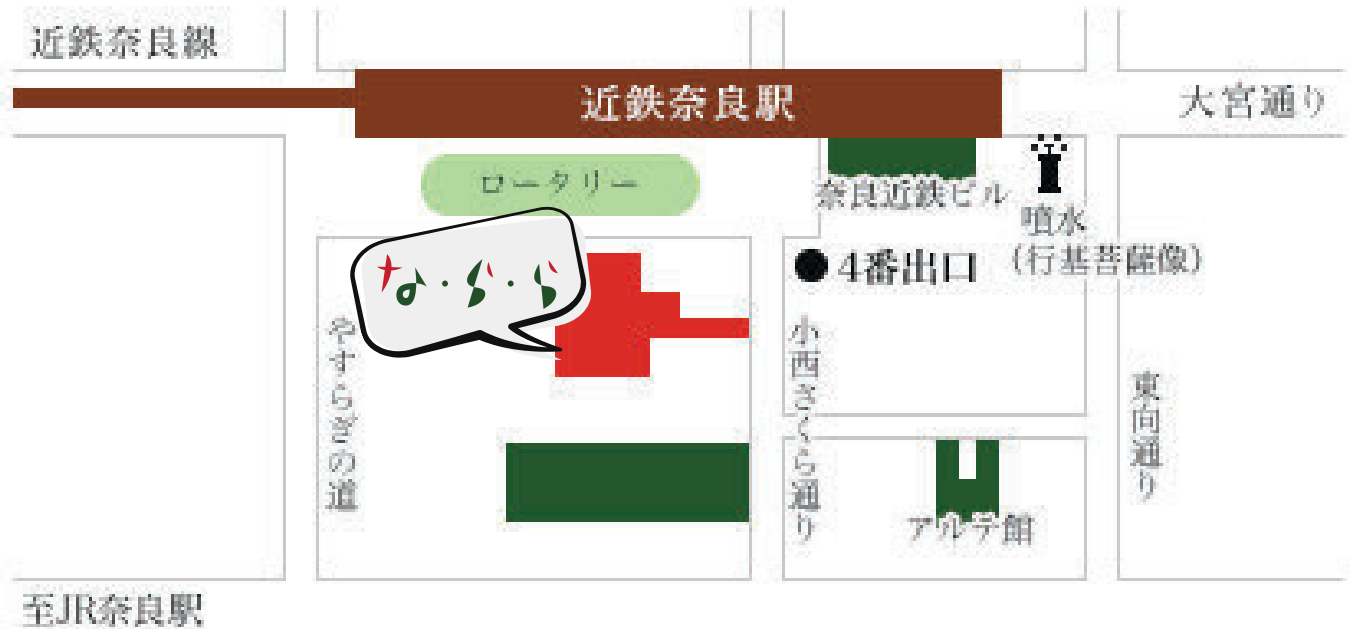 近鉄奈良線
近鉄奈良駅
大宮通り
ロータリー
奈良近鉄ビル
噴水
(行基菩薩像)
な・ら・ら
4番出口
やすらぎの道
小西さくら通り
東向通り
アルテ館
至JR奈良駅